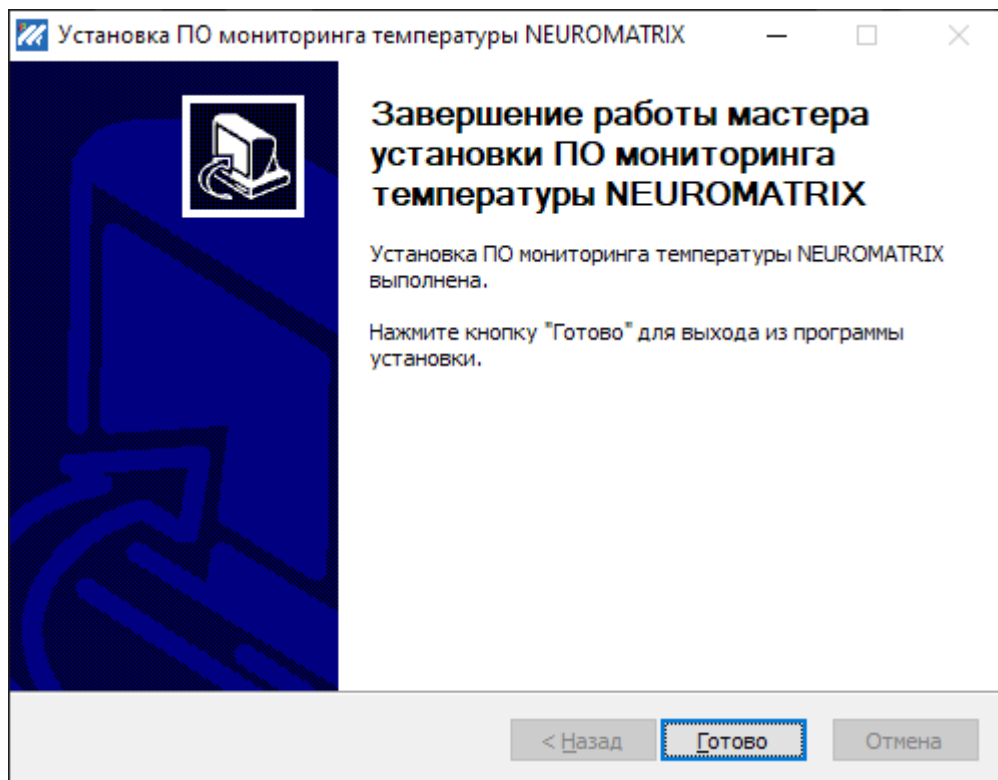 Установка ПО мониторинга температуры NEUROMATRIX
Завершение работы мастера
установки ПО мониторинга
температуры NEUROMATRIX
Установка ПО мониторинга температуры NEUROMATRIX
выполнена.
Нажмите кнопку "Готово" для выхода из программы
установки.
< Назад Готово Отмена